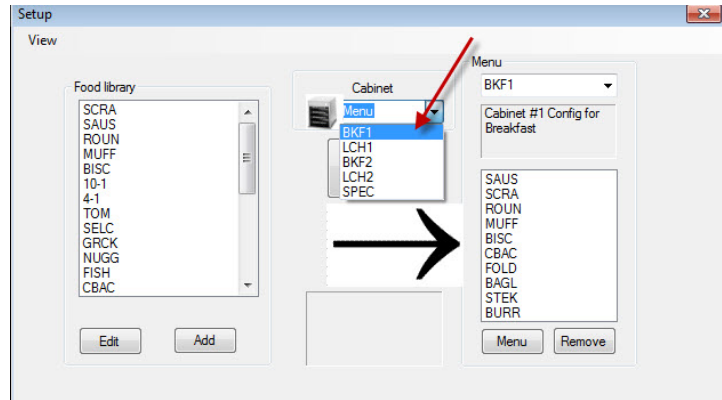 Setup
View
Food library
SCRA
SAUS
ROUN
MUFF
BISC
10-1
4-1
TOM
SELC
GRCK
NUGG
FISH
CBAC
Edit
Add
Cabinet
Menu
BKF1
LCH1
BKF2
LCH2
SPEC
Menu
BKF1
Cabinet #1 Config for
Breakfast
SAUS
SCRA
ROUN
MUFF
BISC
CBAC
FOLD
BAGL
STEK
BURR
Menu
Remove